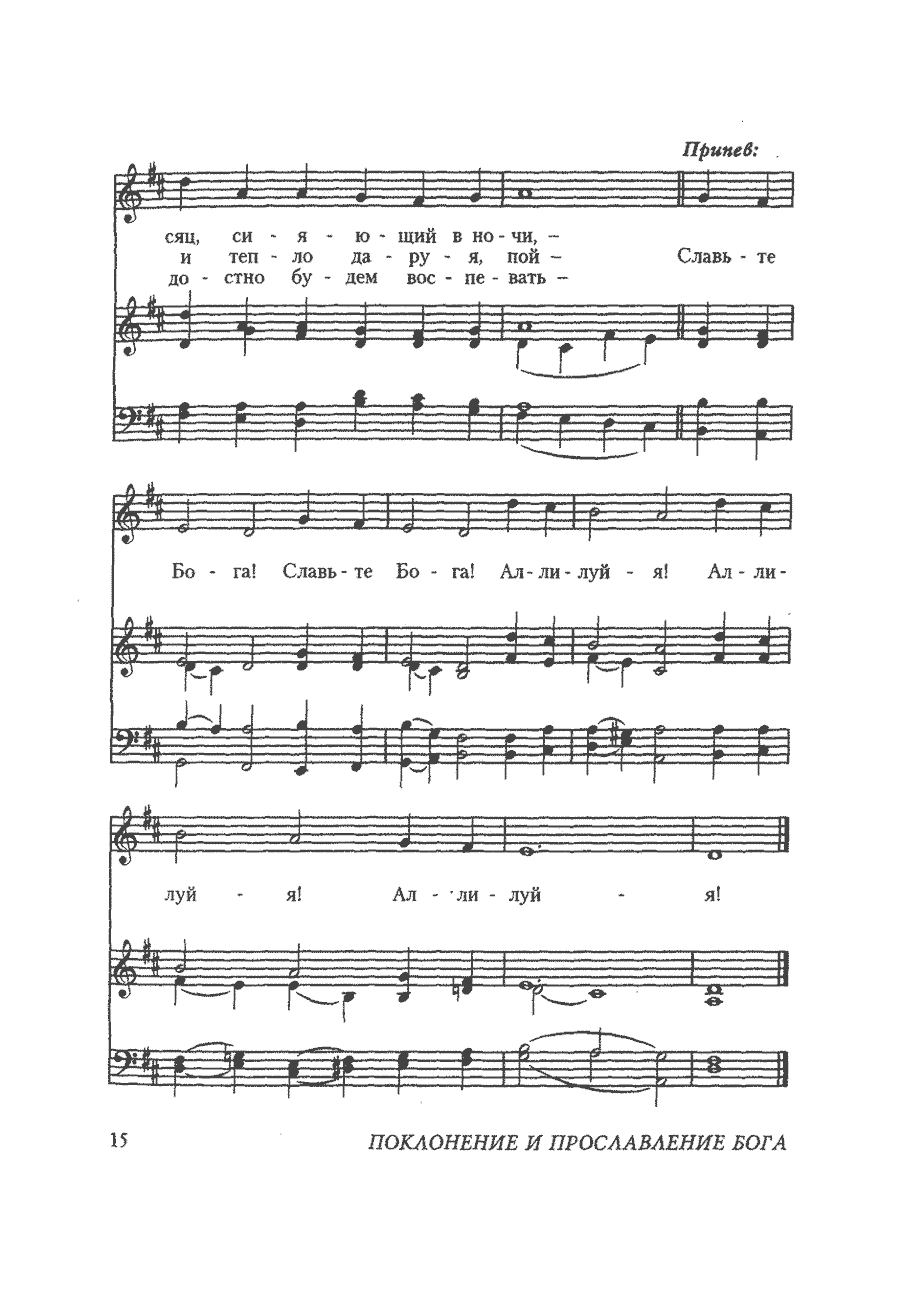 Припев:
сяц, си - я - ю - щий в но - чи, –
и теп - ло да - ру - я, пой – Славь - те
до - стно бу - дем вос - пе - вать –
Бо - га! Славь - те Бо - га! Ал - ли - луй - я! Ал - ли -
луй - я! Ал - ли - луй - я!
15 ПОКЛОНЕНИЕ И ПРОСЛАВЛЕНИЕ БОГА